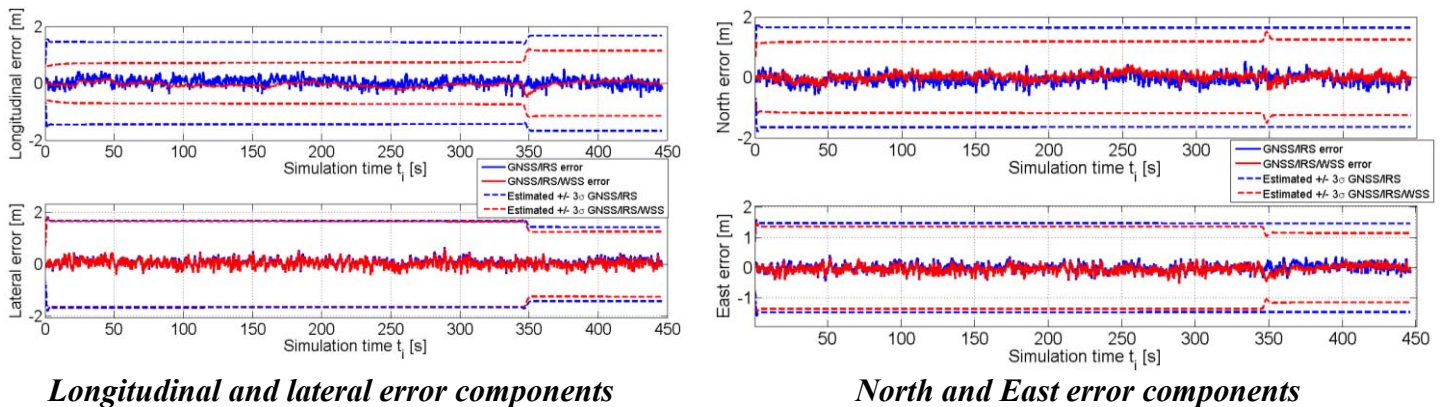 2
0
-2
Longitudinal error [m]
0 50 100 150 200 250 300 350 400 450
Simulation time t_i [s]
GNSS/IRS error
GNSS/IRS/WSS error
Estimated +/- 3σ GNSS/IRS
Estimated +/- 3σ GNSS/IRS/WSS
2
0
-2
Lateral error [m]
0 50 100 150 200 250 300 350 400 450
Simulation time t_i [s]
Longitudinal and lateral error components
2
0
-2
North error [m]
0 50 100 150 200 250 300
Simulation time t_i [s]
GNSS/IRS error
GNSS/IRS/WSS error
Estimated +/- 3σ GNSS/IRS
Estimated +/- 3σ GNSS/IRS/WSS
2
1
0
-1
East error [m]
50 100 150 200 250 300 350 400 450
Simulation time t_i [s]
North and East error components